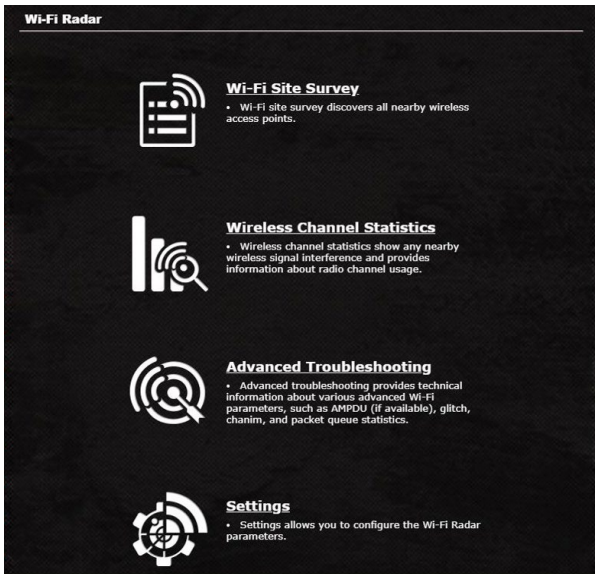 Wi-Fi Radar
Wi-Fi Site Survey
• Wi-Fi site survey discovers all nearby wireless
access points.
Wireless Channel Statistics
• Wireless channel statistics show any nearby
wireless signal interference and provides
information about radio channel usage.
Advanced Troubleshooting
• Advanced troubleshooting provides technical
information about various advanced Wi-Fi
parameters, such as AMPDU (if available), glitch,
chanim, and packet queue statistics.
Settings
• Settings allows you to configure the Wi-Fi Radar
parameters.